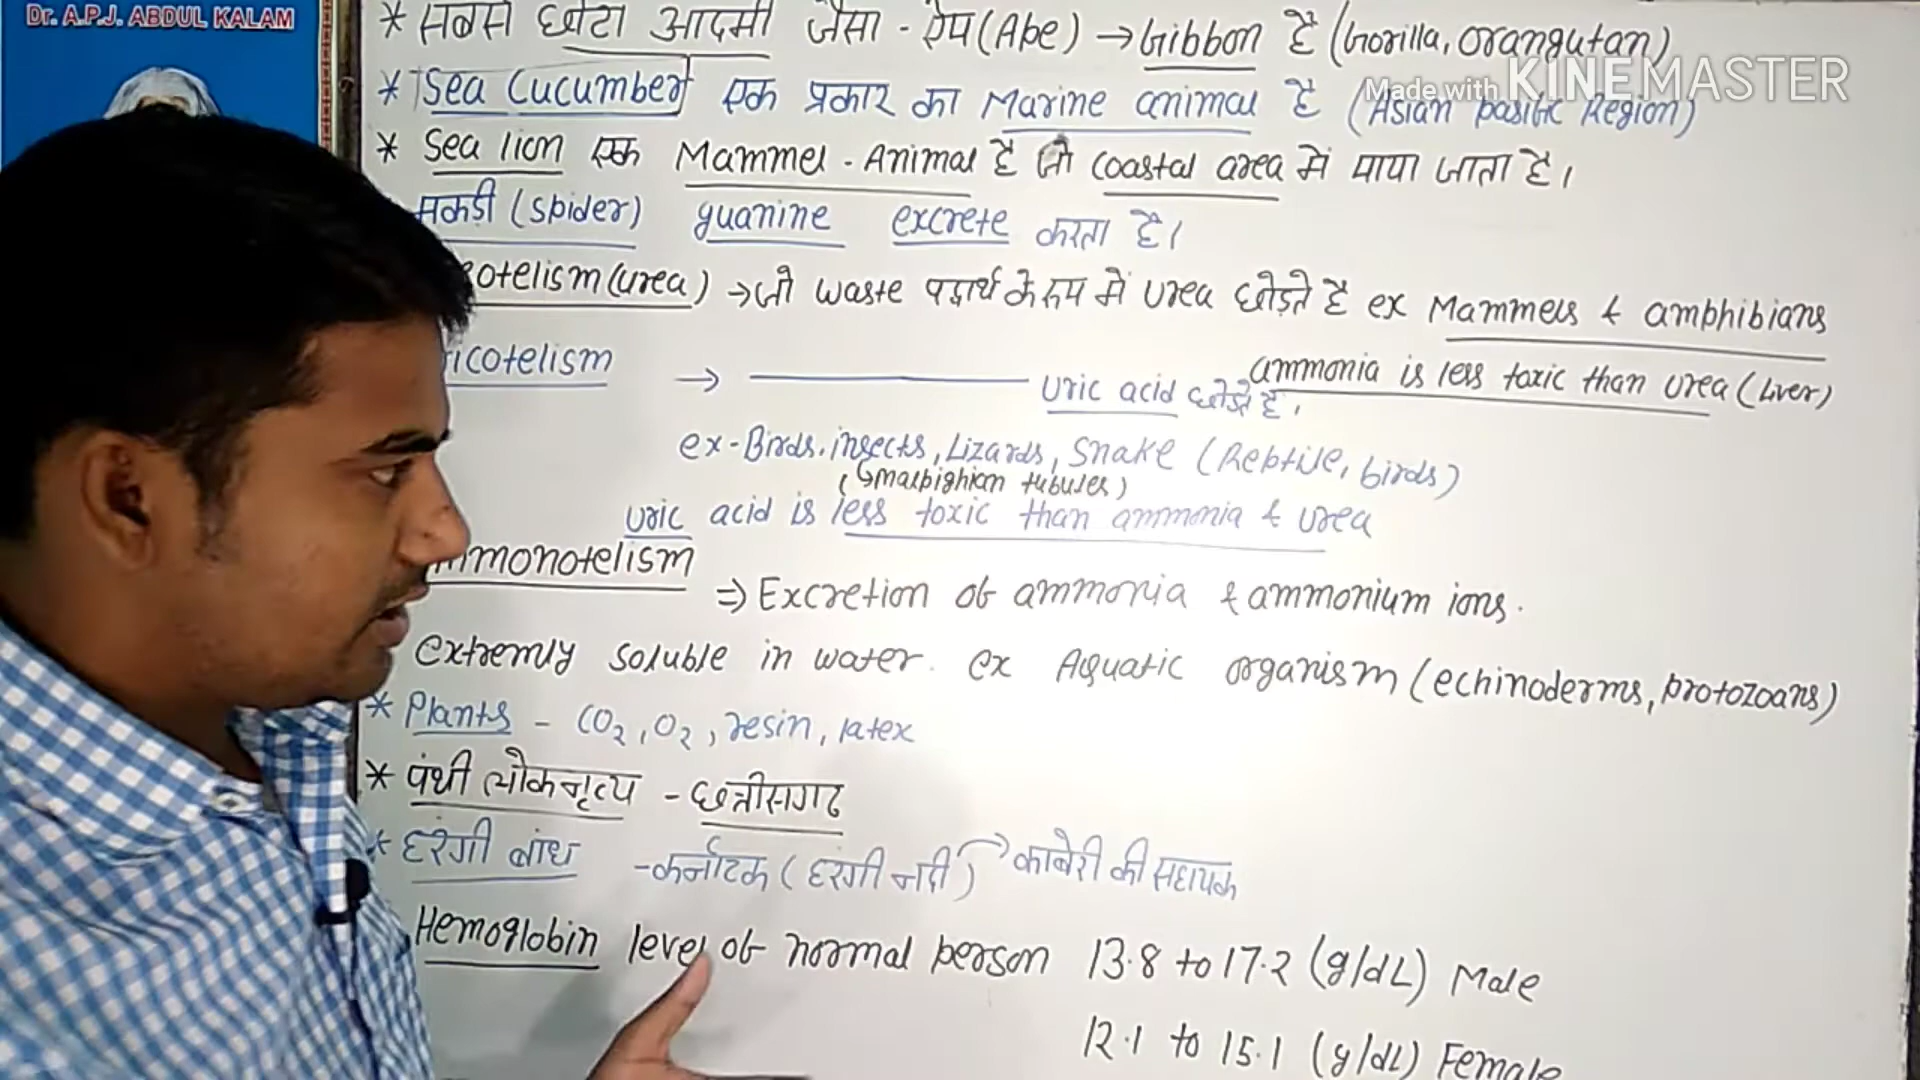 Dr. A.P.J. ABDUL KALAM
* सबसे छोटा आदमी जैसा - ऐप (Abe) → Gibbon है (Gorilla, orangutan)
Made with KINEMASTER
* Sea Cucumber एक प्रकार का Marine animal है (Asian pasific Region)
* Sea lion एक Mammel - Animal है जो coastal area में पाया जाता है।
मकडी (spider) guanine excrete करता है।
eotelism (urea) → जो waste पदार्थ के रूप में urea छोड़ते है ex Mammels & amphibians
ricotelism → uric acid छोड़ते है।
ammonia is less toxic than urea (Liver)
ex - Birds, insects, Lizards, Snake (Reptile, birds)
(↳ malpighian tubules)
uric acid is less toxic than ammonia & urea
mmonotelism
⇒ Excretion of ammonia & ammonium ions.
extremly soluble in water. ex Aquatic organism (echinoderms, protozoans)
* Plants - CO₂, O₂, resin, latex
* पंथी लोकनृत्य - छत्तीसगढ
* हरंगी बांध - कर्नाटक (हरंगी नदी) → काबेरी की सहायक
Hemoglobin level of normal person 13.8 to 17.2 (g/dL) Male
12.1 to 15.1 (g/dL) Female